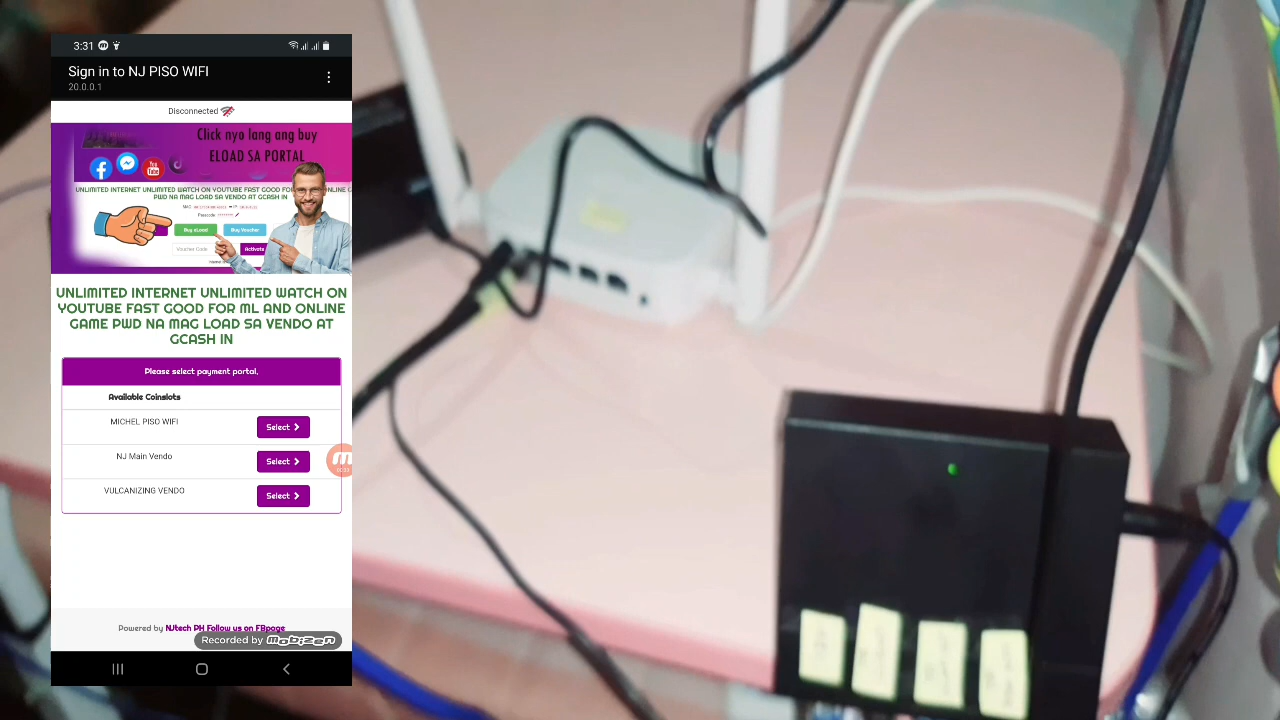 3:31
Sign in to NJ PISO WIFI
20.0.0.1
Disconnected
Click nyo lang ang buy
ELOAD SA PORTAL
You
UNLIMITED INTERNET UNLIMITED WATCH ON YOUTUBE FAST GOOD FOR
PWD NA MAG LOAD SA VENDO AT GCASH IN
Buy eLoad
Buy Voucher
Voucher Code
Activate
UNLIMITED INTERNET UNLIMITED WATCH ON
YOUTUBE FAST GOOD FOR ML AND ONLINE
GAME PWD NA MAG LOAD SA VENDO AT
GCASH IN
Please select payment portal.
Available Coinslots
MICHEL PISO WIFI
Select
NJ Main Vendo
Select
VULCANIZING VENDO
Select
Powered by NJtech PH Follow us on FBpage
Recorded by mobizen